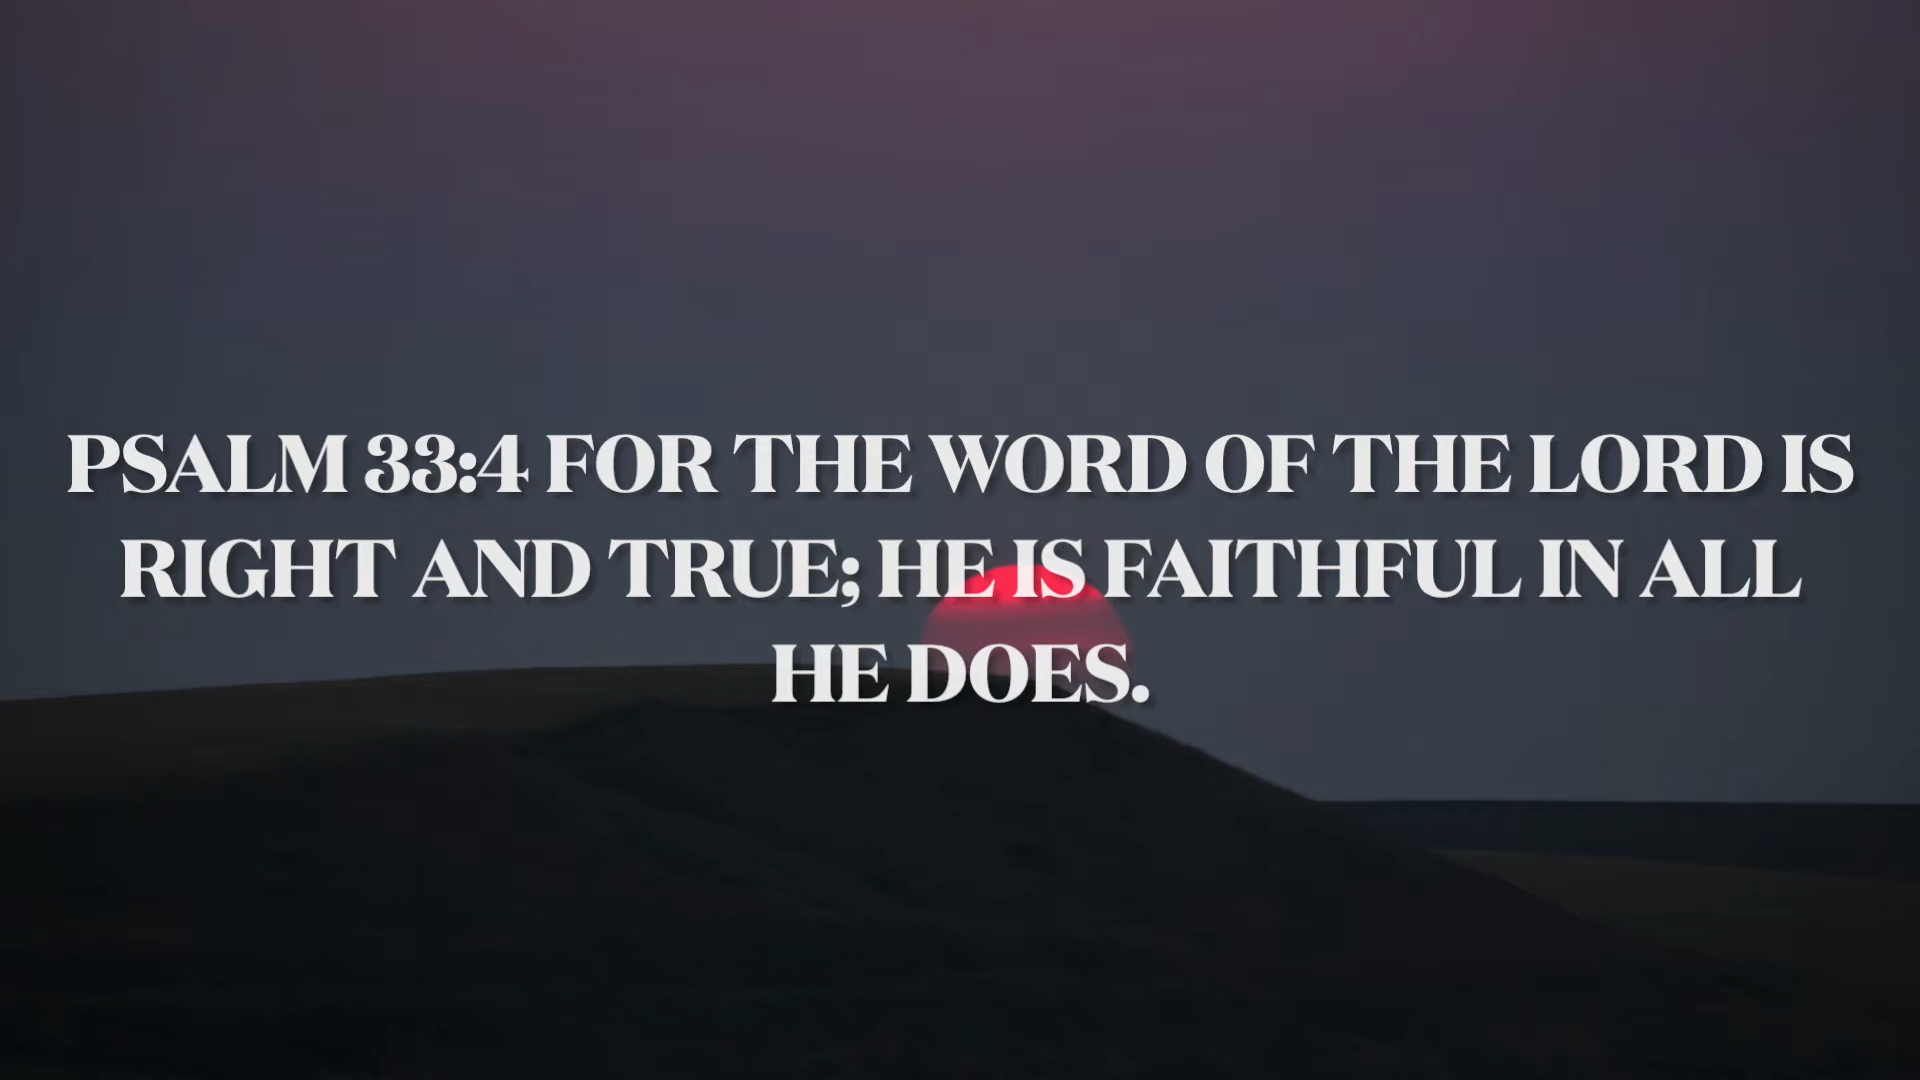 PSALM 33:4 FOR THE WORD OF THE LORD IS
RIGHT AND TRUE; HE IS FAITHFUL IN ALL
HE DOES.